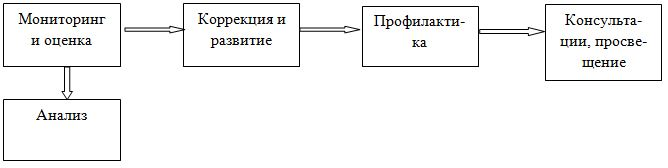 Мониторинг
и оценка
Коррекция и
развитие
Профилакти-
ка
Консульта-
ции, просве-
щение
Анализ